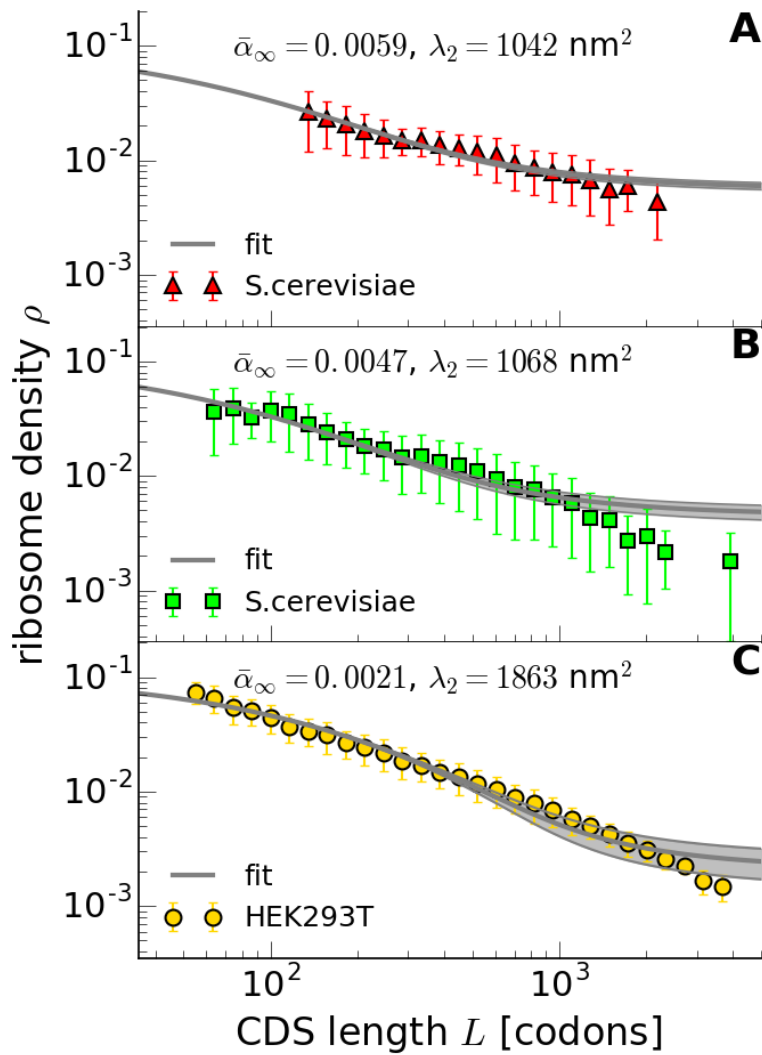 A
ᾱ∞ = 0.0059, λ₂ = 1042 nm²
10⁻¹
10⁻²
10⁻³
fit
S.cerevisiae
B
ᾱ∞ = 0.0047, λ₂ = 1068 nm²
10⁻¹
10⁻²
10⁻³
fit
S.cerevisiae
C
ᾱ∞ = 0.0021, λ₂ = 1863 nm²
10⁻¹
10⁻²
10⁻³
fit
HEK293T
ribosome density ρ
10² 10³
CDS length L [codons]